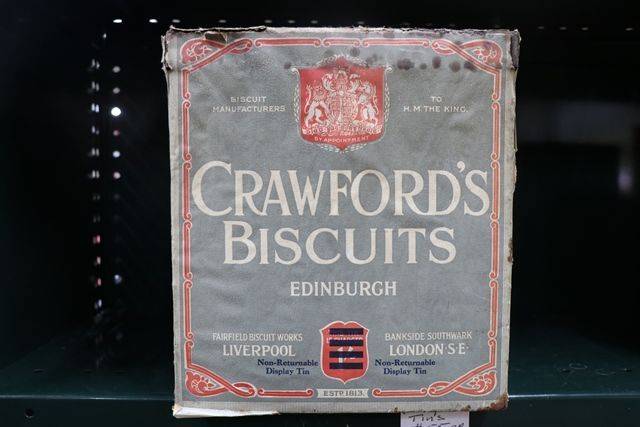 BISCUIT
MANUFACTURERS
TO
H.M. THE KING.
BY APPOINTMENT
CRAWFORD'S
BISCUITS
EDINBURGH
FAIRFIELD BISCUIT WORKS
LIVERPOOL
BANKSIDE SOUTHWARK
LONDON·S·E·
Non-Returnable
Display Tin
Non-Returnable
Display Tin
ESTD. 1813.
Tin's